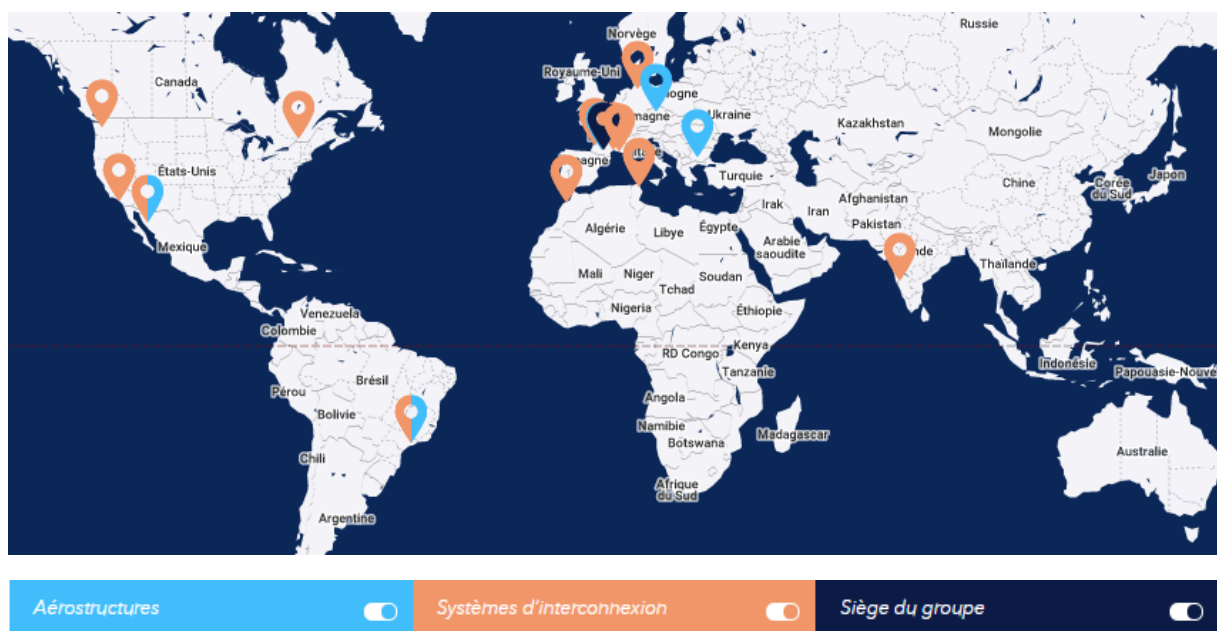 Russie
Norvège
Royaume-Uni
Canada
Ukraine
Kazakhstan
Mongolie
États-Unis
Turquie
Chine
Corée du Sud
Japon
Afghanistan
Irak
Iran
Pakistan
Algérie
Libye
Égypte
Arabie saoudite
Mexique
Thaïlande
Mali
Niger
Soudan
Tchad
Nigeria
Éthiopie
Venezuela
Colombie
RD Congo
Kenya
Tanzanie
Indonésie
Papouasie-Nouvé
Brésil
Pérou
Bolivie
Angola
Namibie
Botswana
Madagascar
Australie
Chili
Afrique du Sud
Argentine
Aérostructures
Systèmes d'interconnexion
Siège du groupe